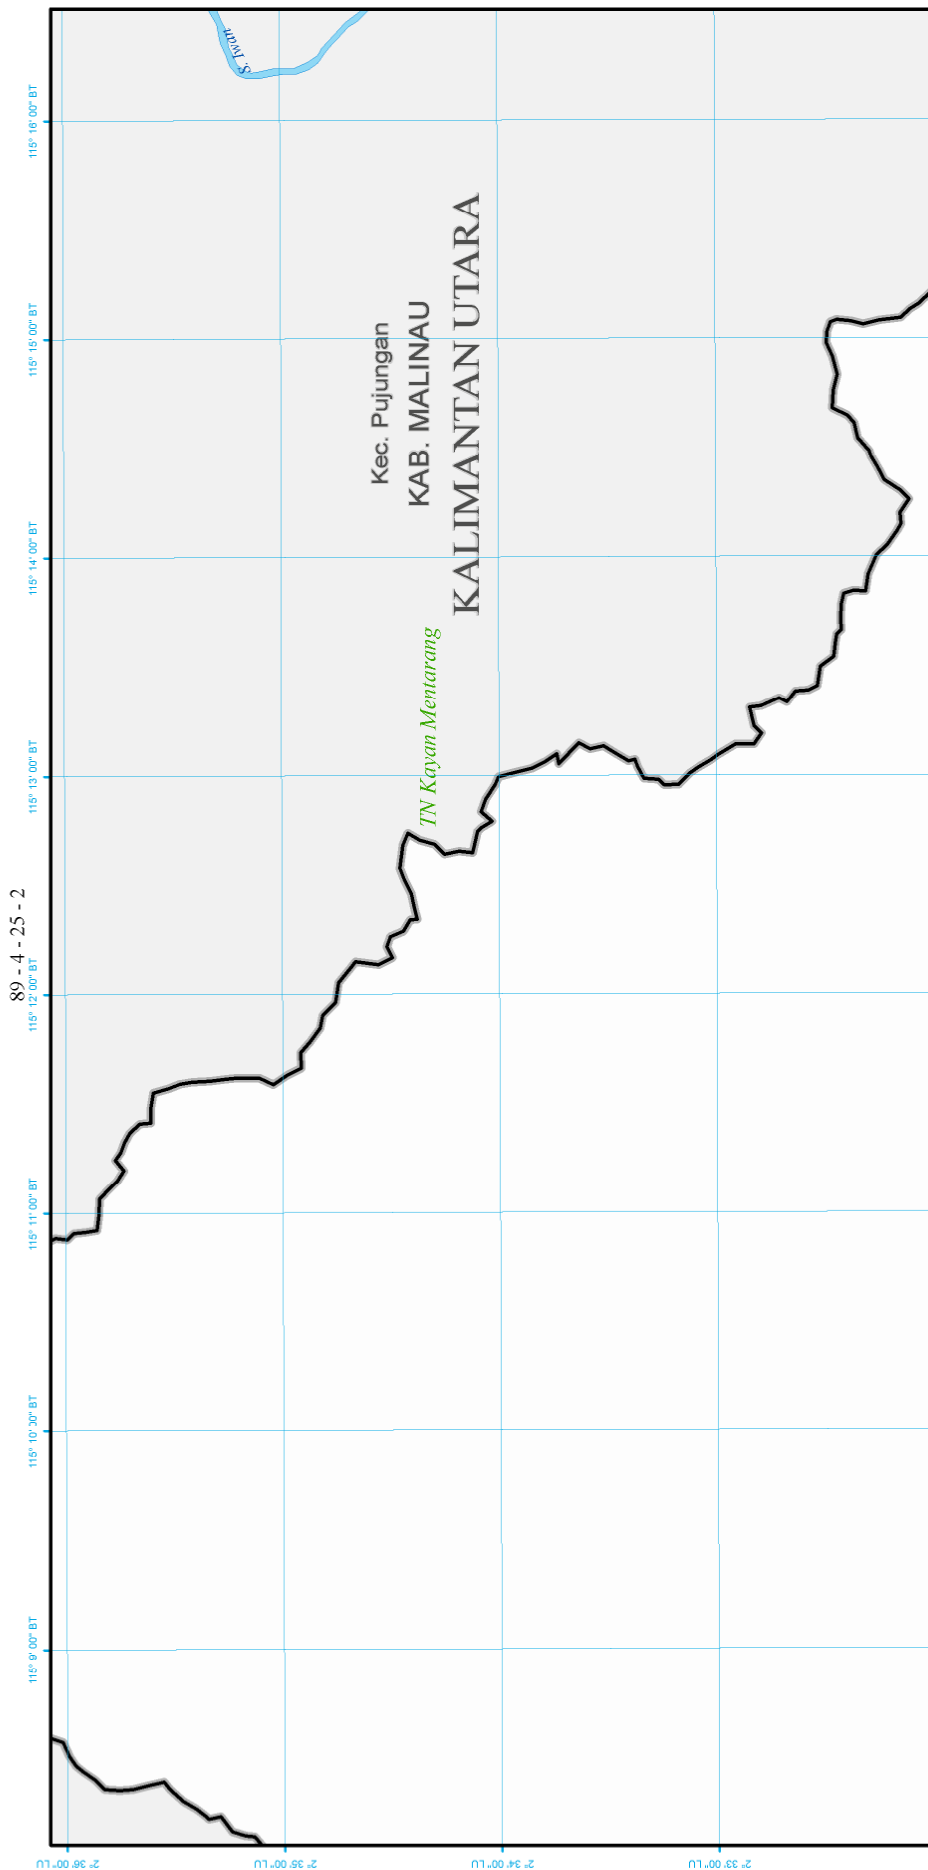 89 - 4 - 25 - 2
115° 9' 00" BT
115° 10' 00" BT
115° 11' 00" BT
115° 12' 00" BT
115° 13' 00" BT
115° 14' 00" BT
115° 15' 00" BT
115° 16' 00" BT
2° 36' 00" LU
2° 35' 00" LU
2° 34' 00" LU
2° 33' 00" LU
S. Iwan
Kec. Pujungan
KAB. MALINAU
KALIMANTAN UTARA
TN Kayan Mentarang